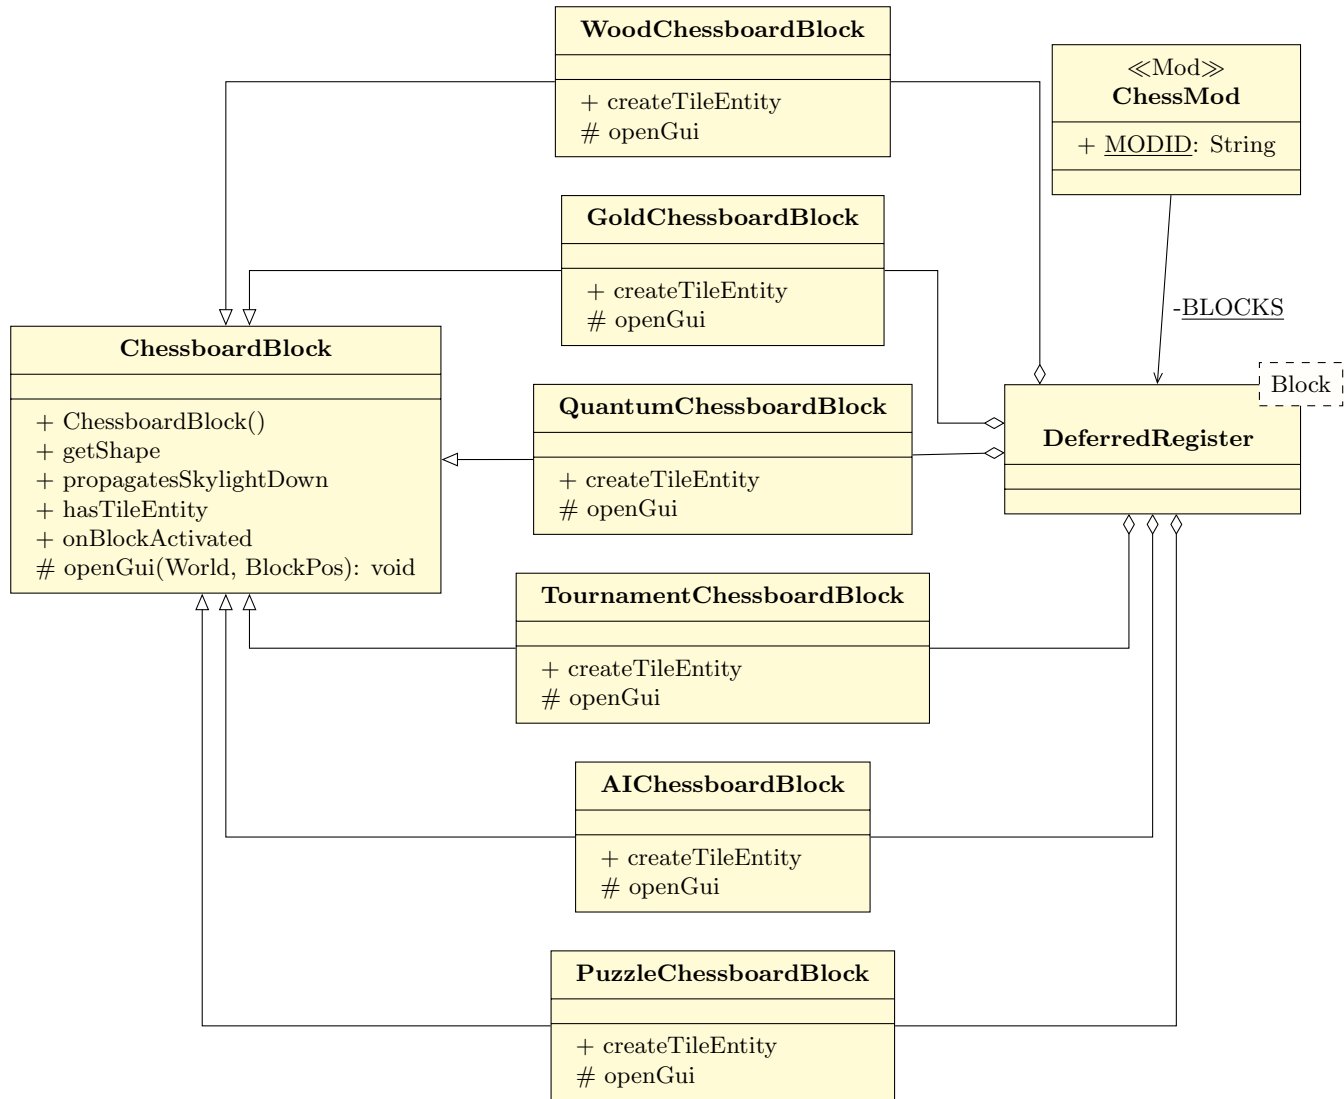 WoodChessboardBlock
+ createTileEntity
# openGui
≪Mod≫
ChessMod
+ MODID: String
GoldChessboardBlock
+ createTileEntity
# openGui
-BLOCKS
ChessboardBlock
+ ChessboardBlock()
+ getShape
+ propagatesSkylightDown
+ hasTileEntity
+ onBlockActivated
# openGui(World, BlockPos): void
QuantumChessboardBlock
+ createTileEntity
# openGui
Block
DeferredRegister
TournamentChessboardBlock
+ createTileEntity
# openGui
AIChessboardBlock
+ createTileEntity
# openGui
PuzzleChessboardBlock
+ createTileEntity
# openGui